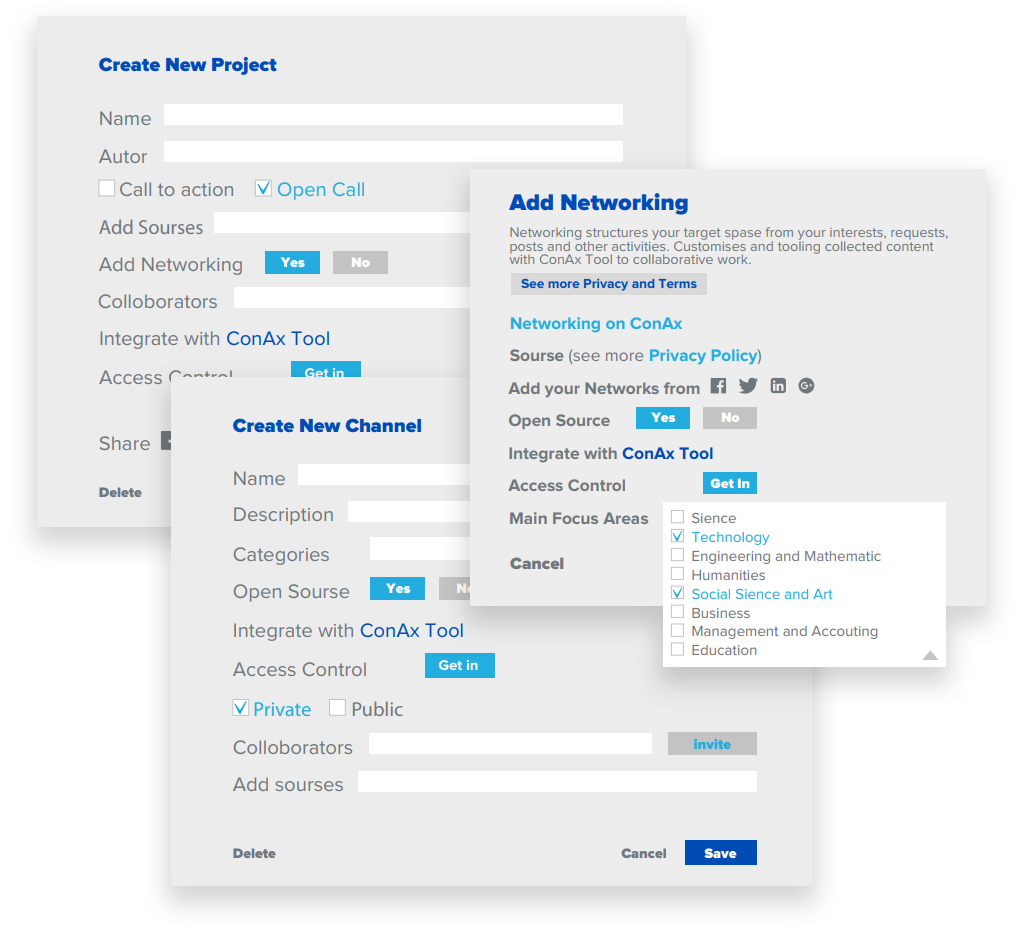 Create New Project
Name
Autor
Call to action Open Call
Add Sourses
Add Networking Yes No
Colloborators
Integrate with ConAx Tool
Access Control Get in
Share
Delete
Add Networking
Networking structures your target spase from your interests, requests,
posts and other activities. Customises and tooling collected content
with ConAx Tool to collaborative work.
See more Privacy and Terms
Networking on ConAx
Sourse (see more Privacy Policy)
Add your Networks from
Open Source Yes No
Integrate with ConAx Tool
Access Control Get In
Main Focus Areas
Sience
Technology
Engineering and Mathematic
Humanities
Social Sience and Art
Business
Management and Accouting
Education
Cancel
Create New Channel
Name
Description
Categories
Open Sourse Yes No
Integrate with ConAx Tool
Access Control Get in
Private Public
Colloborators invite
Add sourses
Delete Cancel Save